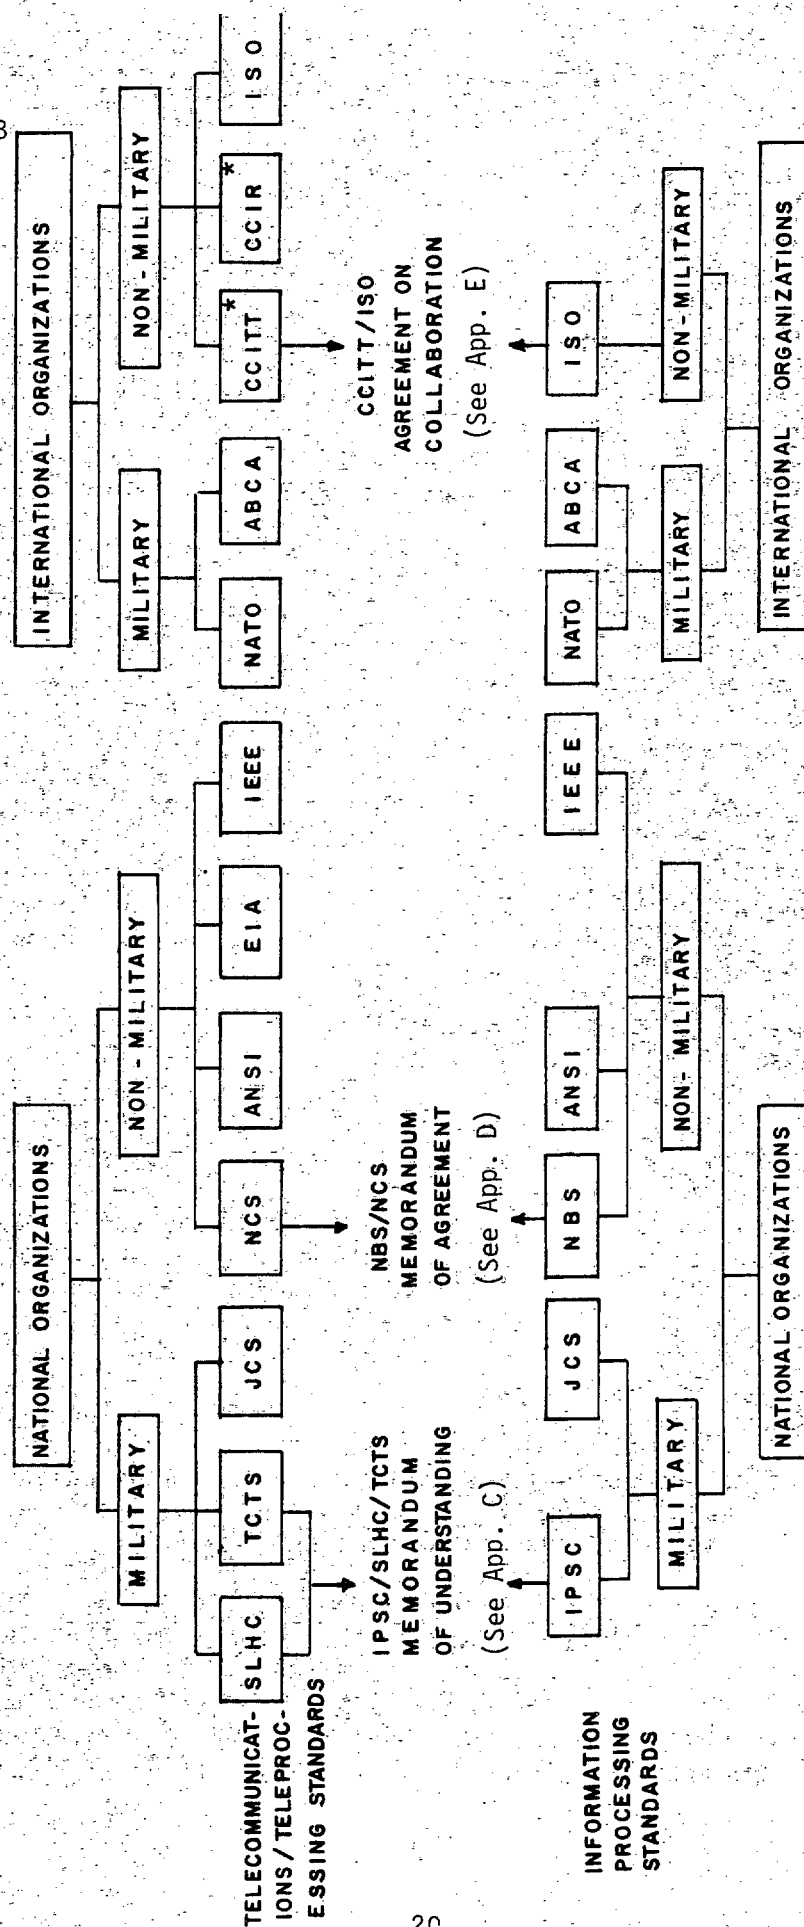 NATIONAL ORGANIZATIONS
INTERNATIONAL ORGANIZATIONS
MILITARY
NON-MILITARY
MILITARY
NON-MILITARY
SLHC
TCTS
JCS
NCS
ANSI
EIA
IEEE
NATO
ABCA
CCITT*
CCIR*
ISO
TELECOMMUNICAT-
IONS/TELEPROC-
ESSING STANDARDS
IPSC/SLHC/TCTS
MEMORANDUM
OF UNDERSTANDING
(See App. C)
NBS/NCS
MEMORANDUM
OF AGREEMENT
(See App. D)
CCITT/ISO
AGREEMENT ON
COLLABORATION
(See App. E)
INFORMATION
PROCESSING
STANDARDS
IPSC
JCS
NBS
ANSI
IEEE
NATO
ABCA
ISO
MILITARY
NON-MILITARY
MILITARY
NON-MILITARY
NATIONAL ORGANIZATIONS
INTERNATIONAL ORGANIZATIONS
20